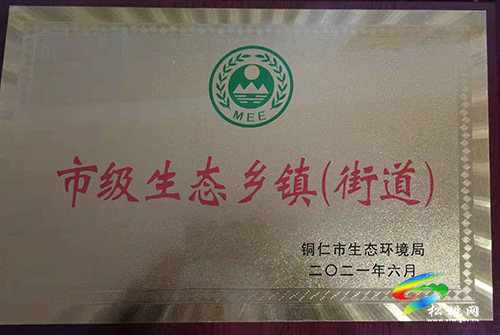 MEE
市级生态乡镇(街道)
铜仁市生态环境局
二〇二一年六月
松桃网